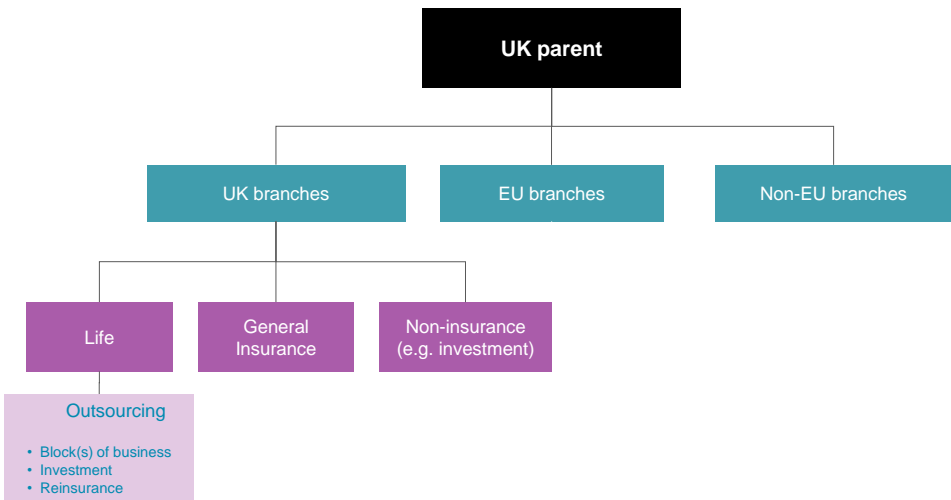 UK parent
UK branches
EU branches
Non-EU branches
Life
General
Insurance
Non-insurance
(e.g. investment)
Outsourcing
• Block(s) of business
• Investment
• Reinsurance